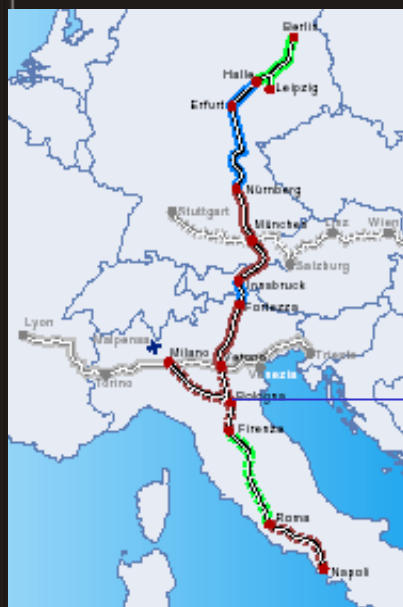 Berlin
Halle
Leipzig
Erfurt
Nürnberg
Stuttgart
München
Linz
Wien
Salzburg
Innsbruck
Fortezza
Lyon
Malpensa
Milano
Verona
Trieste
Venezia
Torino
Bologna
Firenze
Roma
Napoli